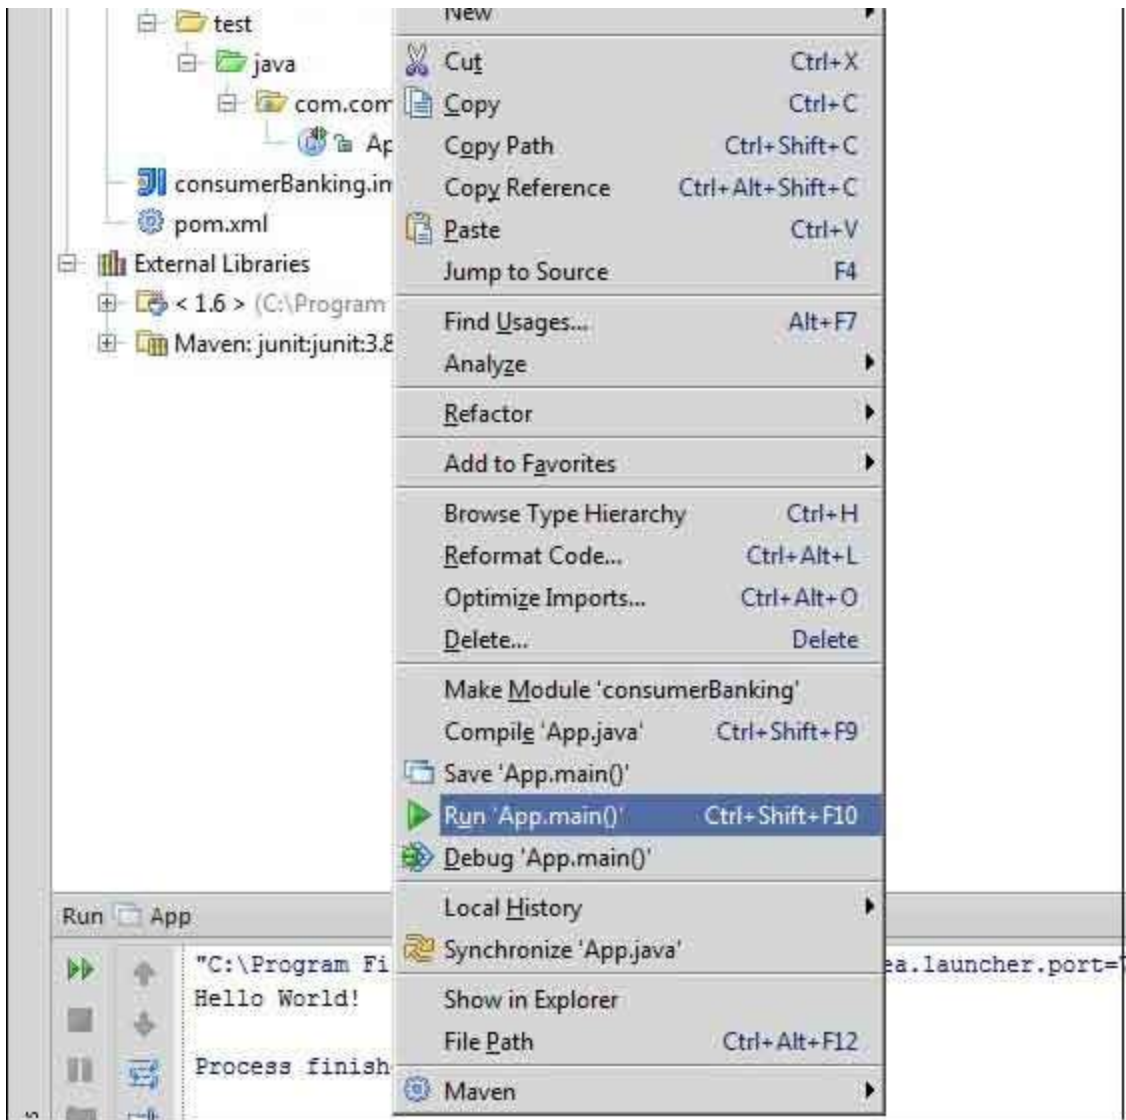 test
java
com.com
Ap
consumerBanking.im
pom.xml
External Libraries
< 1.6 > (C:\Program
Maven: junit:junit:3.8
New
Cut Ctrl+X
Copy Ctrl+C
Copy Path Ctrl+Shift+C
Copy Reference Ctrl+Alt+Shift+C
Paste Ctrl+V
Jump to Source F4
Find Usages... Alt+F7
Analyze
Refactor
Add to Favorites
Browse Type Hierarchy Ctrl+H
Reformat Code... Ctrl+Alt+L
Optimize Imports... Ctrl+Alt+O
Delete... Delete
Make Module 'consumerBanking'
Compile 'App.java' Ctrl+Shift+F9
Save 'App.main()'
Run 'App.main()' Ctrl+Shift+F10
Debug 'App.main()'
Local History
Synchronize 'App.java'
Show in Explorer
File Path Ctrl+Alt+F12
Maven
Run App
"C:\Program Fi ea.launcher.port=
Hello World!
Process finish